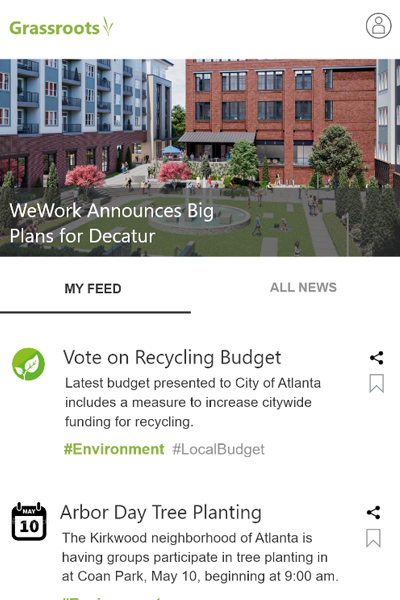 Grassroots
WeWork Announces Big
Plans for Decatur
MY FEED
ALL NEWS
Vote on Recycling Budget
Latest budget presented to City of Atlanta
includes a measure to increase citywide
funding for recycling.
#Environment #LocalBudget
MAY
10
Arbor Day Tree Planting
The Kirkwood neighborhood of Atlanta is
having groups participate in tree planting in
at Coan Park, May 10, beginning at 9:00 am.